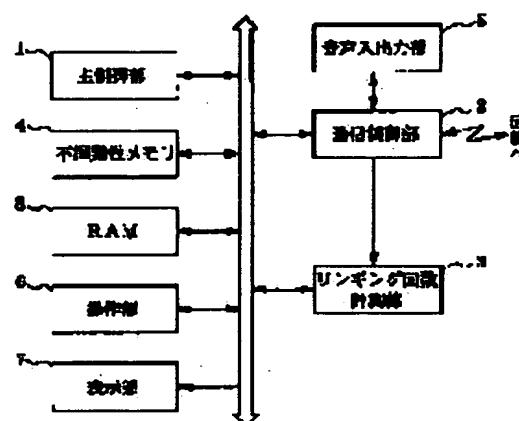 1
主制御部
4
不揮発性メモリ
8
RAM
6
操作部
7
表示部
5
音声入出力部
2
通信制御部
リンギング回数
計測部